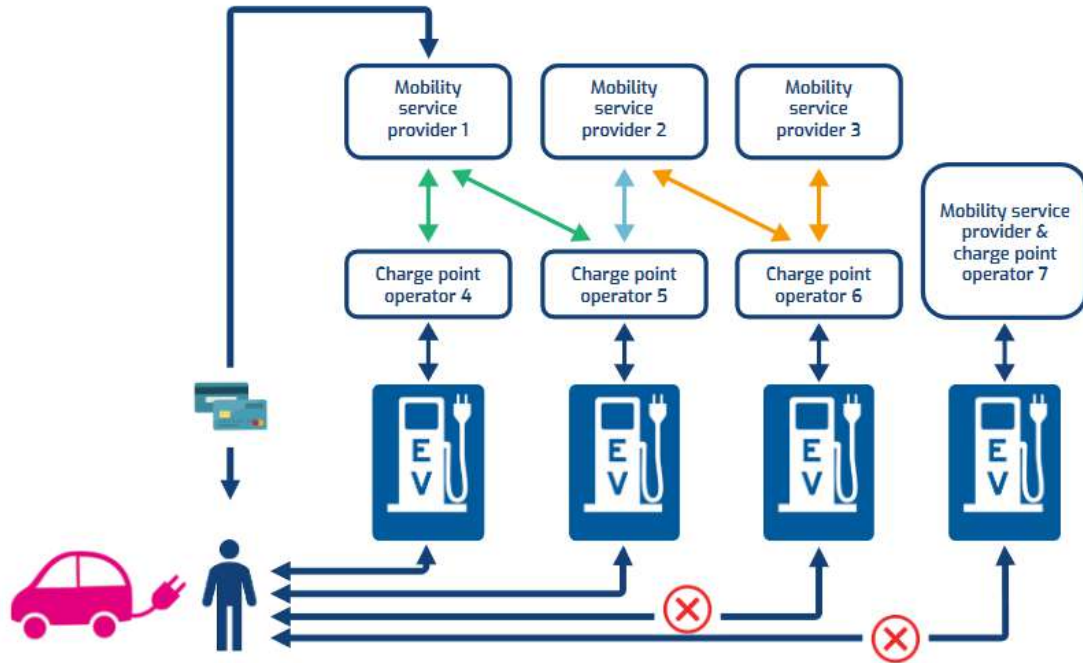 Mobility
service
provider 1
Mobility
service
provider 2
Mobility
service
provider 3
Mobility service
provider &
charge point
operator 7
Charge point
operator 4
Charge point
operator 5
Charge point
operator 6
E
V
E
V
E
V
E
V